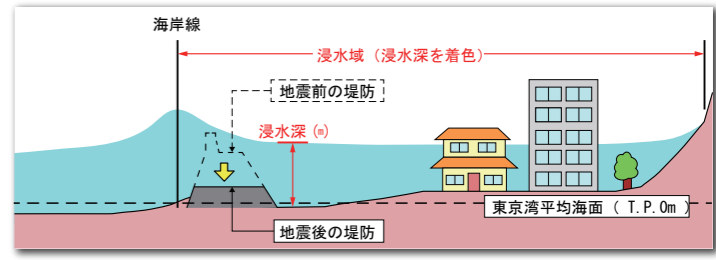 海岸線
浸水域（浸水深を着色）
地震前の堤防
浸水深（m）
東京湾平均海面（ T.P.0m ）
地震後の堤防